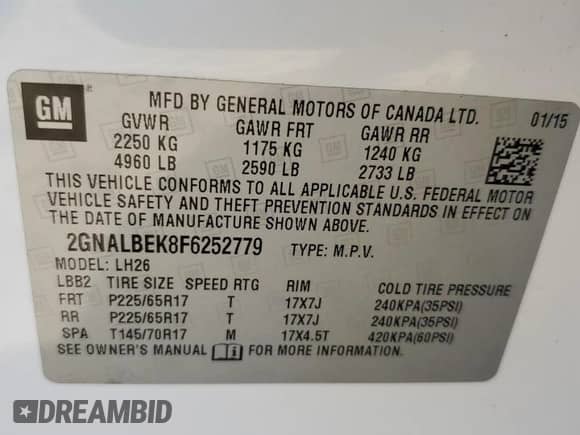 GM
MFD BY GENERAL MOTORS OF CANADA LTD.
01/15
GVWR GAWR FRT GAWR RR
2250 KG 1175 KG 1240 KG
4960 LB 2590 LB 2733 LB
THIS VEHICLE CONFORMS TO ALL APPLICABLE U.S. FEDERAL MOTOR
VEHICLE SAFETY AND THEFT PREVENTION STANDARDS IN EFFECT ON
THE DATE OF MANUFACTURE SHOWN ABOVE.
2GNALBEK8F6252779 TYPE: M.P.V.
MODEL: LH26
LBB2 TIRE SIZE SPEED RTG RIM COLD TIRE PRESSURE
FRT P225/65R17 T 17X7J 240KPA(35PSI)
RR P225/65R17 T 17X7J 240KPA(35PSI)
SPA T145/70R17 M 17X4.5T 420KPA(60PSI)
SEE OWNER'S MANUAL FOR MORE INFORMATION.
DREAMBID